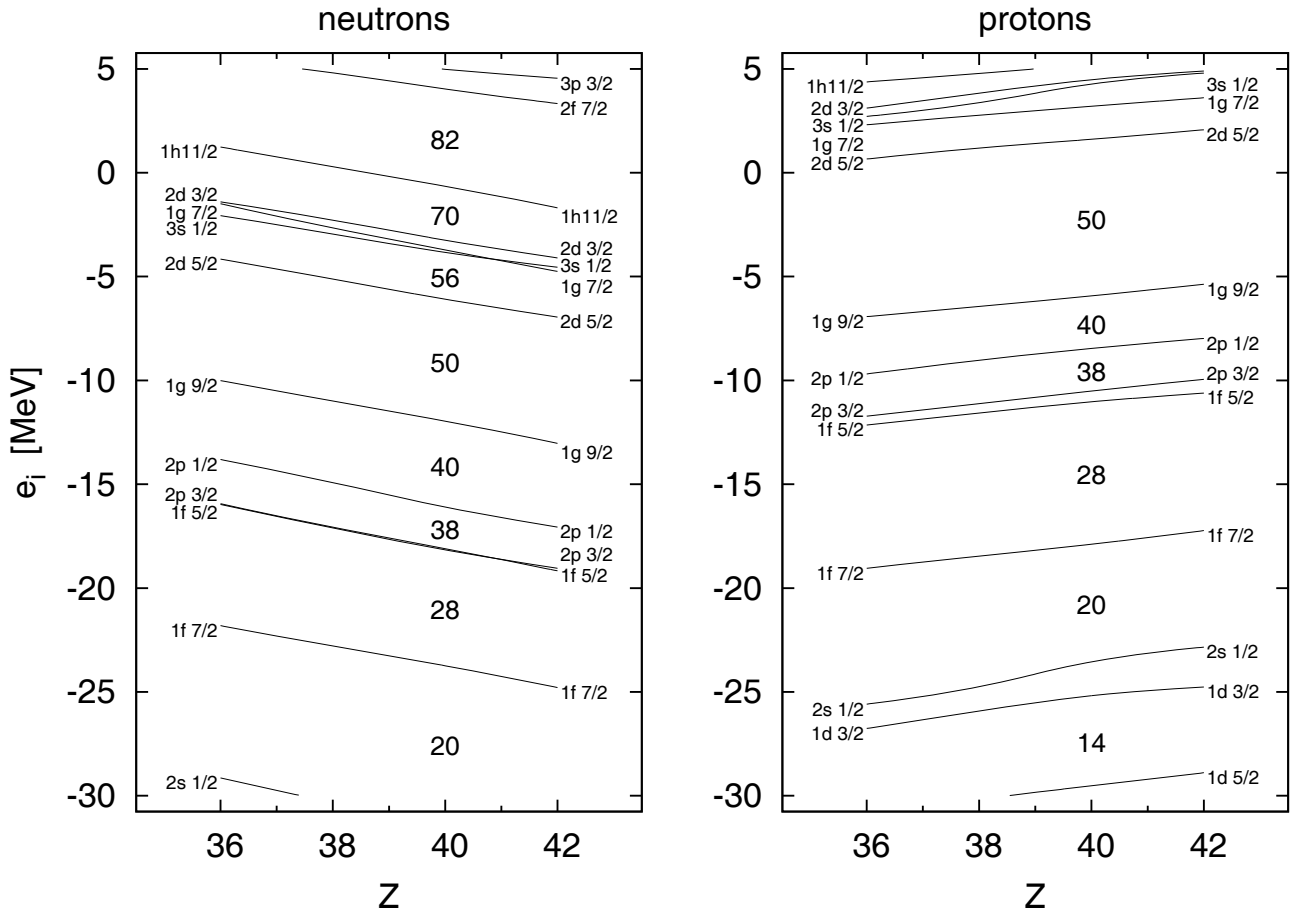 neutrons
5
0
-5
-10
-15
-20
-25
-30
e_i [MeV]
3p 3/2
2f 7/2
82
1h11/2
2d 3/2
1g 7/2
3s 1/2
70
1h11/2
2d 3/2
3s 1/2
1g 7/2
2d 5/2
56
2d 5/2
50
1g 9/2
1g 9/2
40
2p 1/2
2p 3/2
1f 5/2
38
2p 1/2
2p 3/2
1f 5/2
28
1f 7/2
1f 7/2
20
2s 1/2
36 38 40 42
Z
protons
5
0
-5
-10
-15
-20
-25
-30
1h11/2
2d 3/2
3s 1/2
1g 7/2
2d 5/2
3s 1/2
1g 7/2
2d 5/2
50
1g 9/2
1g 9/2
40
2p 1/2
2p 1/2
38
2p 3/2
1f 5/2
2p 3/2
1f 5/2
28
1f 7/2
1f 7/2
20
2s 1/2
1d 3/2
2s 1/2
1d 3/2
14
1d 5/2
36 38 40 42
Z